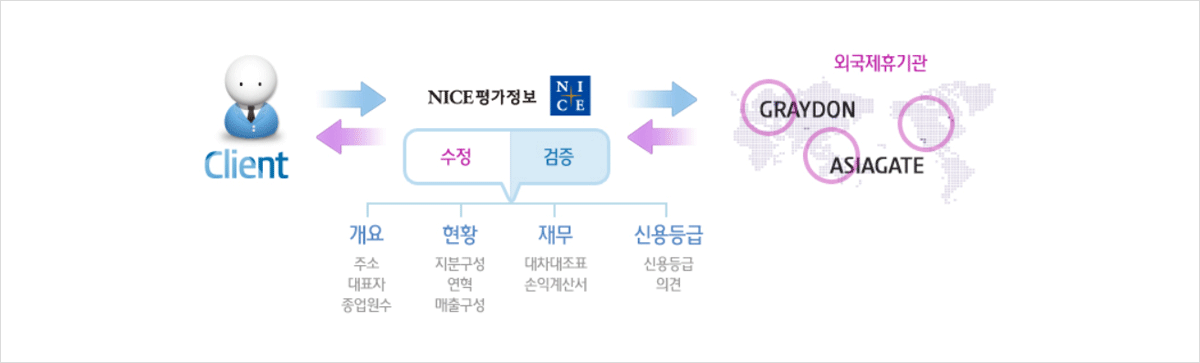 Client
NICE평가정보
NI
CE
수정
검증
개요
주소
대표자
종업원수
현황
지분구성
연혁
매출구성
재무
대차대조표
손익계산서
신용등급
신용등급
의견
외국제휴기관
GRAYDON
ASIAGATE